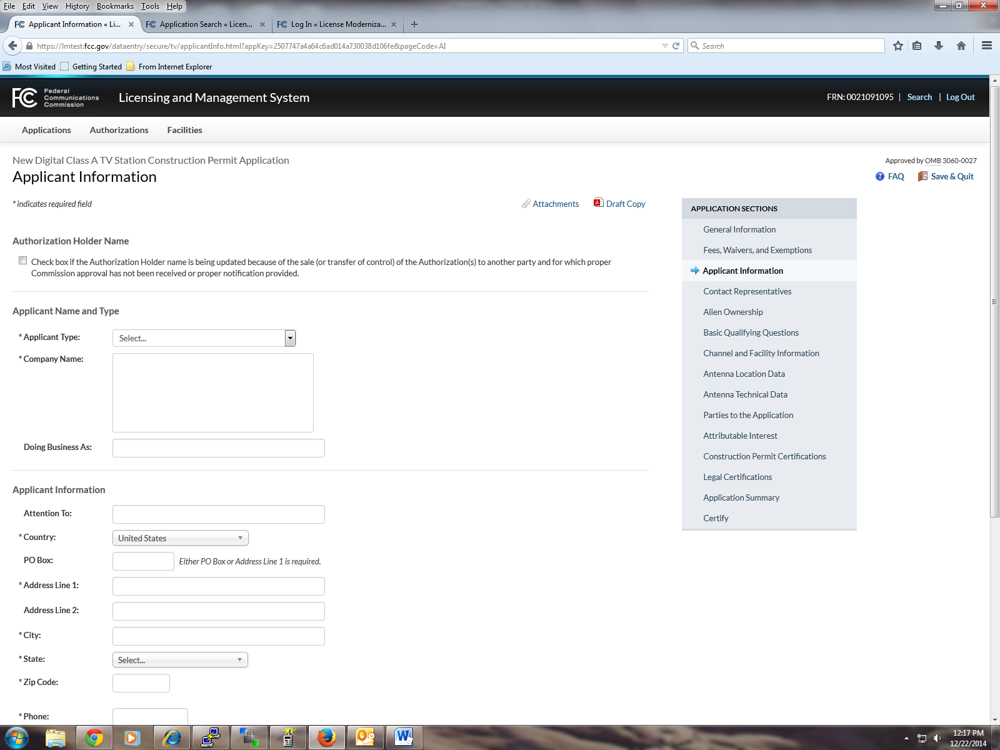 File Edit View History Bookmarks Tools Help
Applicant Information « Li... × Application Search « Licen... × Log In « License Moderniza... × +
https://lmtest.fcc.gov/dataentry/secure/tv/applicantInfo.html?appKey=2507747a4a64c6ad014a730038d106fe&pageCode=AI Search
Most Visited Getting Started From Internet Explorer
FCC Federal Communications Commission Licensing and Management System FRN: 0021091095 | Search | Log Out
Applications Authorizations Facilities
New Digital Class A TV Station Construction Permit Application Approved by OMB 3060-0027
Applicant Information FAQ Save & Quit
* indicates required field Attachments Draft Copy
Authorization Holder Name
Check box if the Authorization Holder name is being updated because of the sale (or transfer of control) of the Authorization(s) to another party and for which proper
Commission approval has not been received or proper notification provided.
Applicant Name and Type
* Applicant Type: Select...
* Company Name:
Doing Business As:
Applicant Information
Attention To:
* Country: United States
PO Box: Either PO Box or Address Line 1 is required.
* Address Line 1:
Address Line 2:
* City:
* State: Select...
* Zip Code:
* Phone:
APPLICATION SECTIONS
General Information
Fees, Waivers, and Exemptions
Applicant Information
Contact Representatives
Alien Ownership
Basic Qualifying Questions
Channel and Facility Information
Antenna Location Data
Antenna Technical Data
Parties to the Application
Attributable Interest
Construction Permit Certifications
Legal Certifications
Application Summary
Certify
12:17 PM
12/22/2014